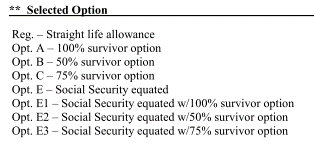 ** Selected Option
Reg. – Straight life allowance
Opt. A – 100% survivor option
Opt. B – 50% survivor option
Opt. C – 75% survivor option
Opt. E – Social Security equated
Opt. E1 – Social Security equated w/100% survivor option
Opt. E2 – Social Security equated w/50% survivor option
Opt. E3 – Social Security equated w/75% survivor option